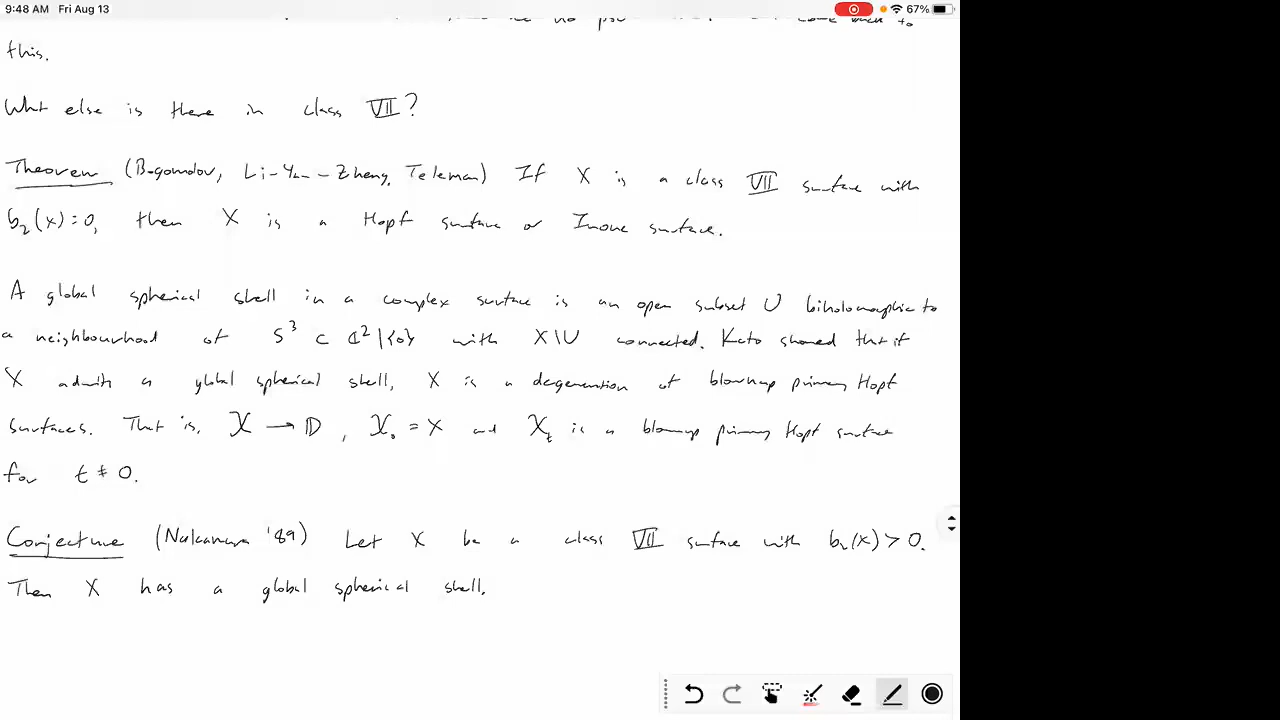 9:48 AM Fri Aug 13
67%
no
to
this.
What else is there in class VII?
Theorem (Bogomolov, Li-Yau-Zheng, Teleman) If X is a class VII surface with
b₂(X)=0, then X is a Hopf surface or Inoue surface.
A global spherical shell in a complex surface is an open subset U biholomorphic to
a neighbourhood of S³ ⊂ ℂ²\{0} with X\U connected. Kato showed that if
X admits a global spherical shell, X is a degeneration of blownup primary Hopf
surfaces. That is, 𝒳 → 𝔻, 𝒳₀ = X and 𝒳ₜ is a blownup primary Hopf surface
for t ≠ 0.
Conjecture (Nakamura '89) Let X be a class VII surface with b₂(X) > 0.
Then X has a global spherical shell.